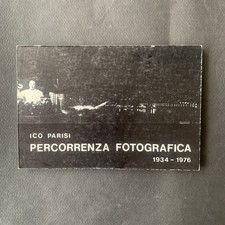 ICO PARISI
PERCORRENZA FOTOGRAFICA
1934 - 1976